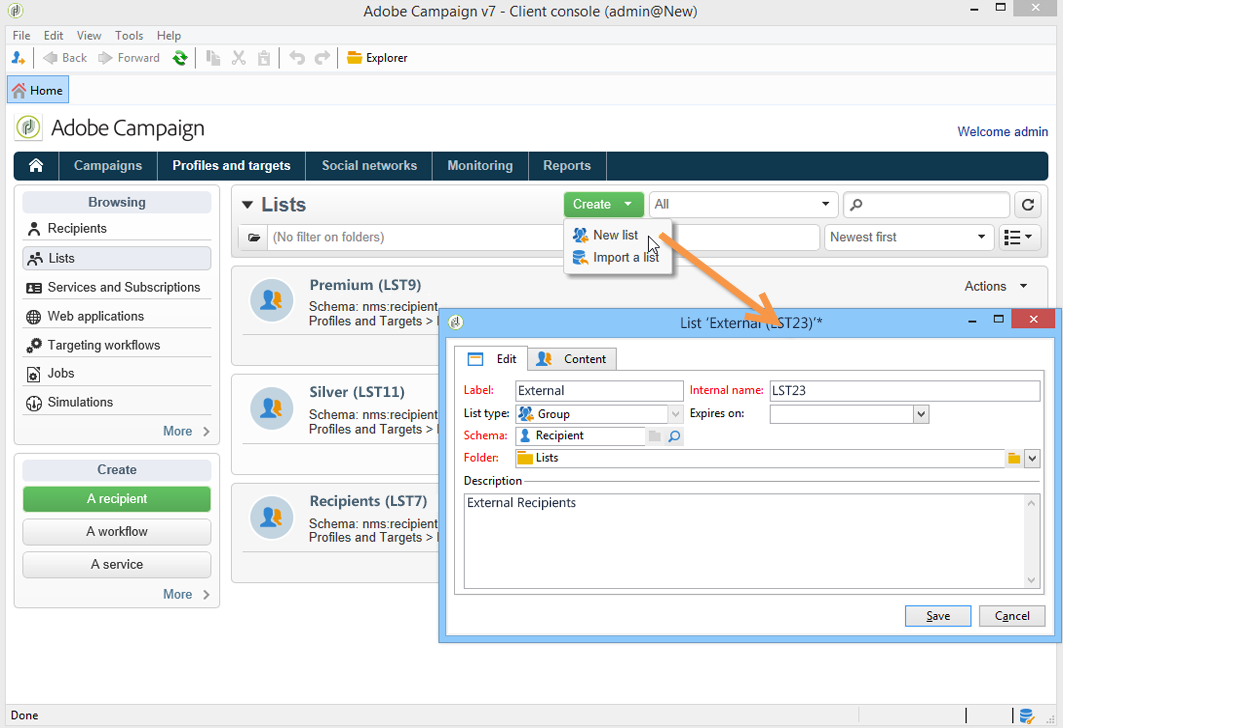 Adobe Campaign v7 - Client console (admin@New)
File Edit View Tools Help
Back Forward Explorer
Home
Adobe Campaign
Welcome admin
Campaigns Profiles and targets Social networks Monitoring Reports
Browsing
Recipients
Lists
Services and Subscriptions
Web applications
Targeting workflows
Jobs
Simulations
More
Create
A recipient
A workflow
A service
More
Lists Create All
(No filter on folders) Newest first
New list
Import a list
Premium (LST9) Actions
Schema: nms:recipient
Profiles and Targets >
Silver (LST11)
Schema: nms:recipient
Profiles and Targets >
Recipients (LST7)
Schema: nms:recipient
Profiles and Targets >
List 'External (LST23)'*
Edit Content
Label: External Internal name: LST23
List type: Group Expires on:
Schema: Recipient
Folder: Lists
Description
External Recipients
Save Cancel
Done